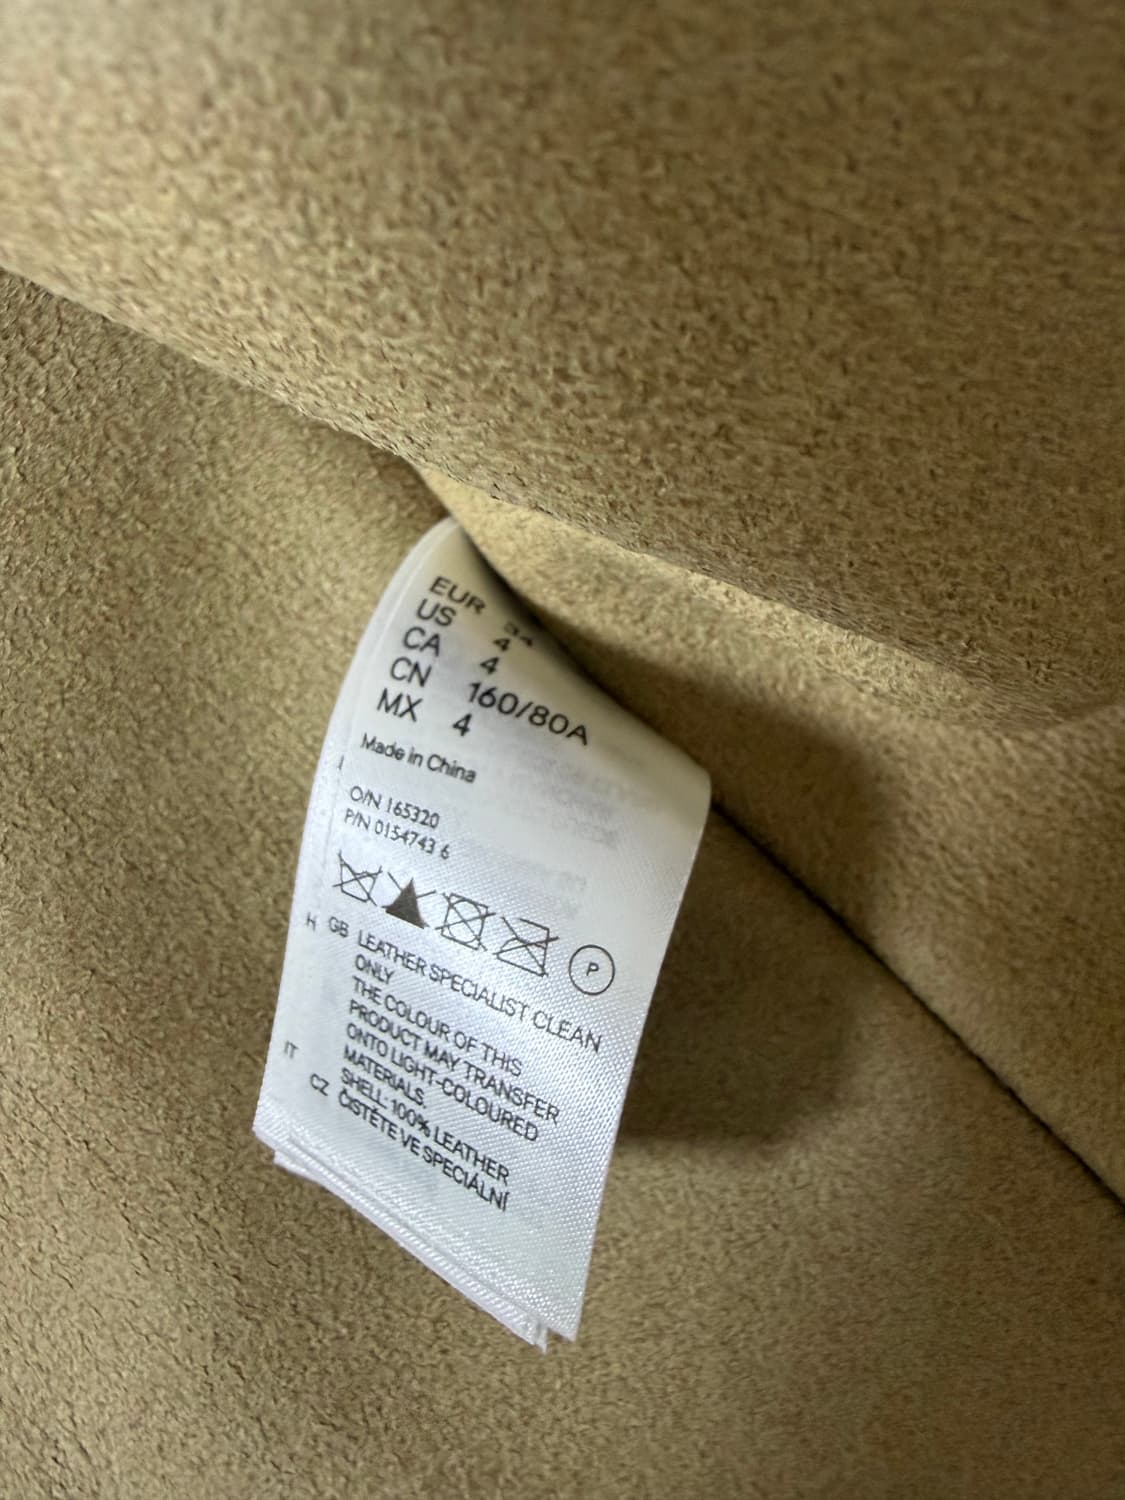 EUR 34
US 4
CA 4
CN 160/80A
MX 4
Made in China
O/N 165320
P/N 0154743 6
P
H GB LEATHER SPECIALIST CLEAN
ONLY
THE COLOUR OF THIS
PRODUCT MAY TRANSFER
ONTO LIGHT-COLOURED
MATERIALS.
SHELL: 100% LEATHER
IT CZ ČISTĚTE VE SPECIÁLNÍ